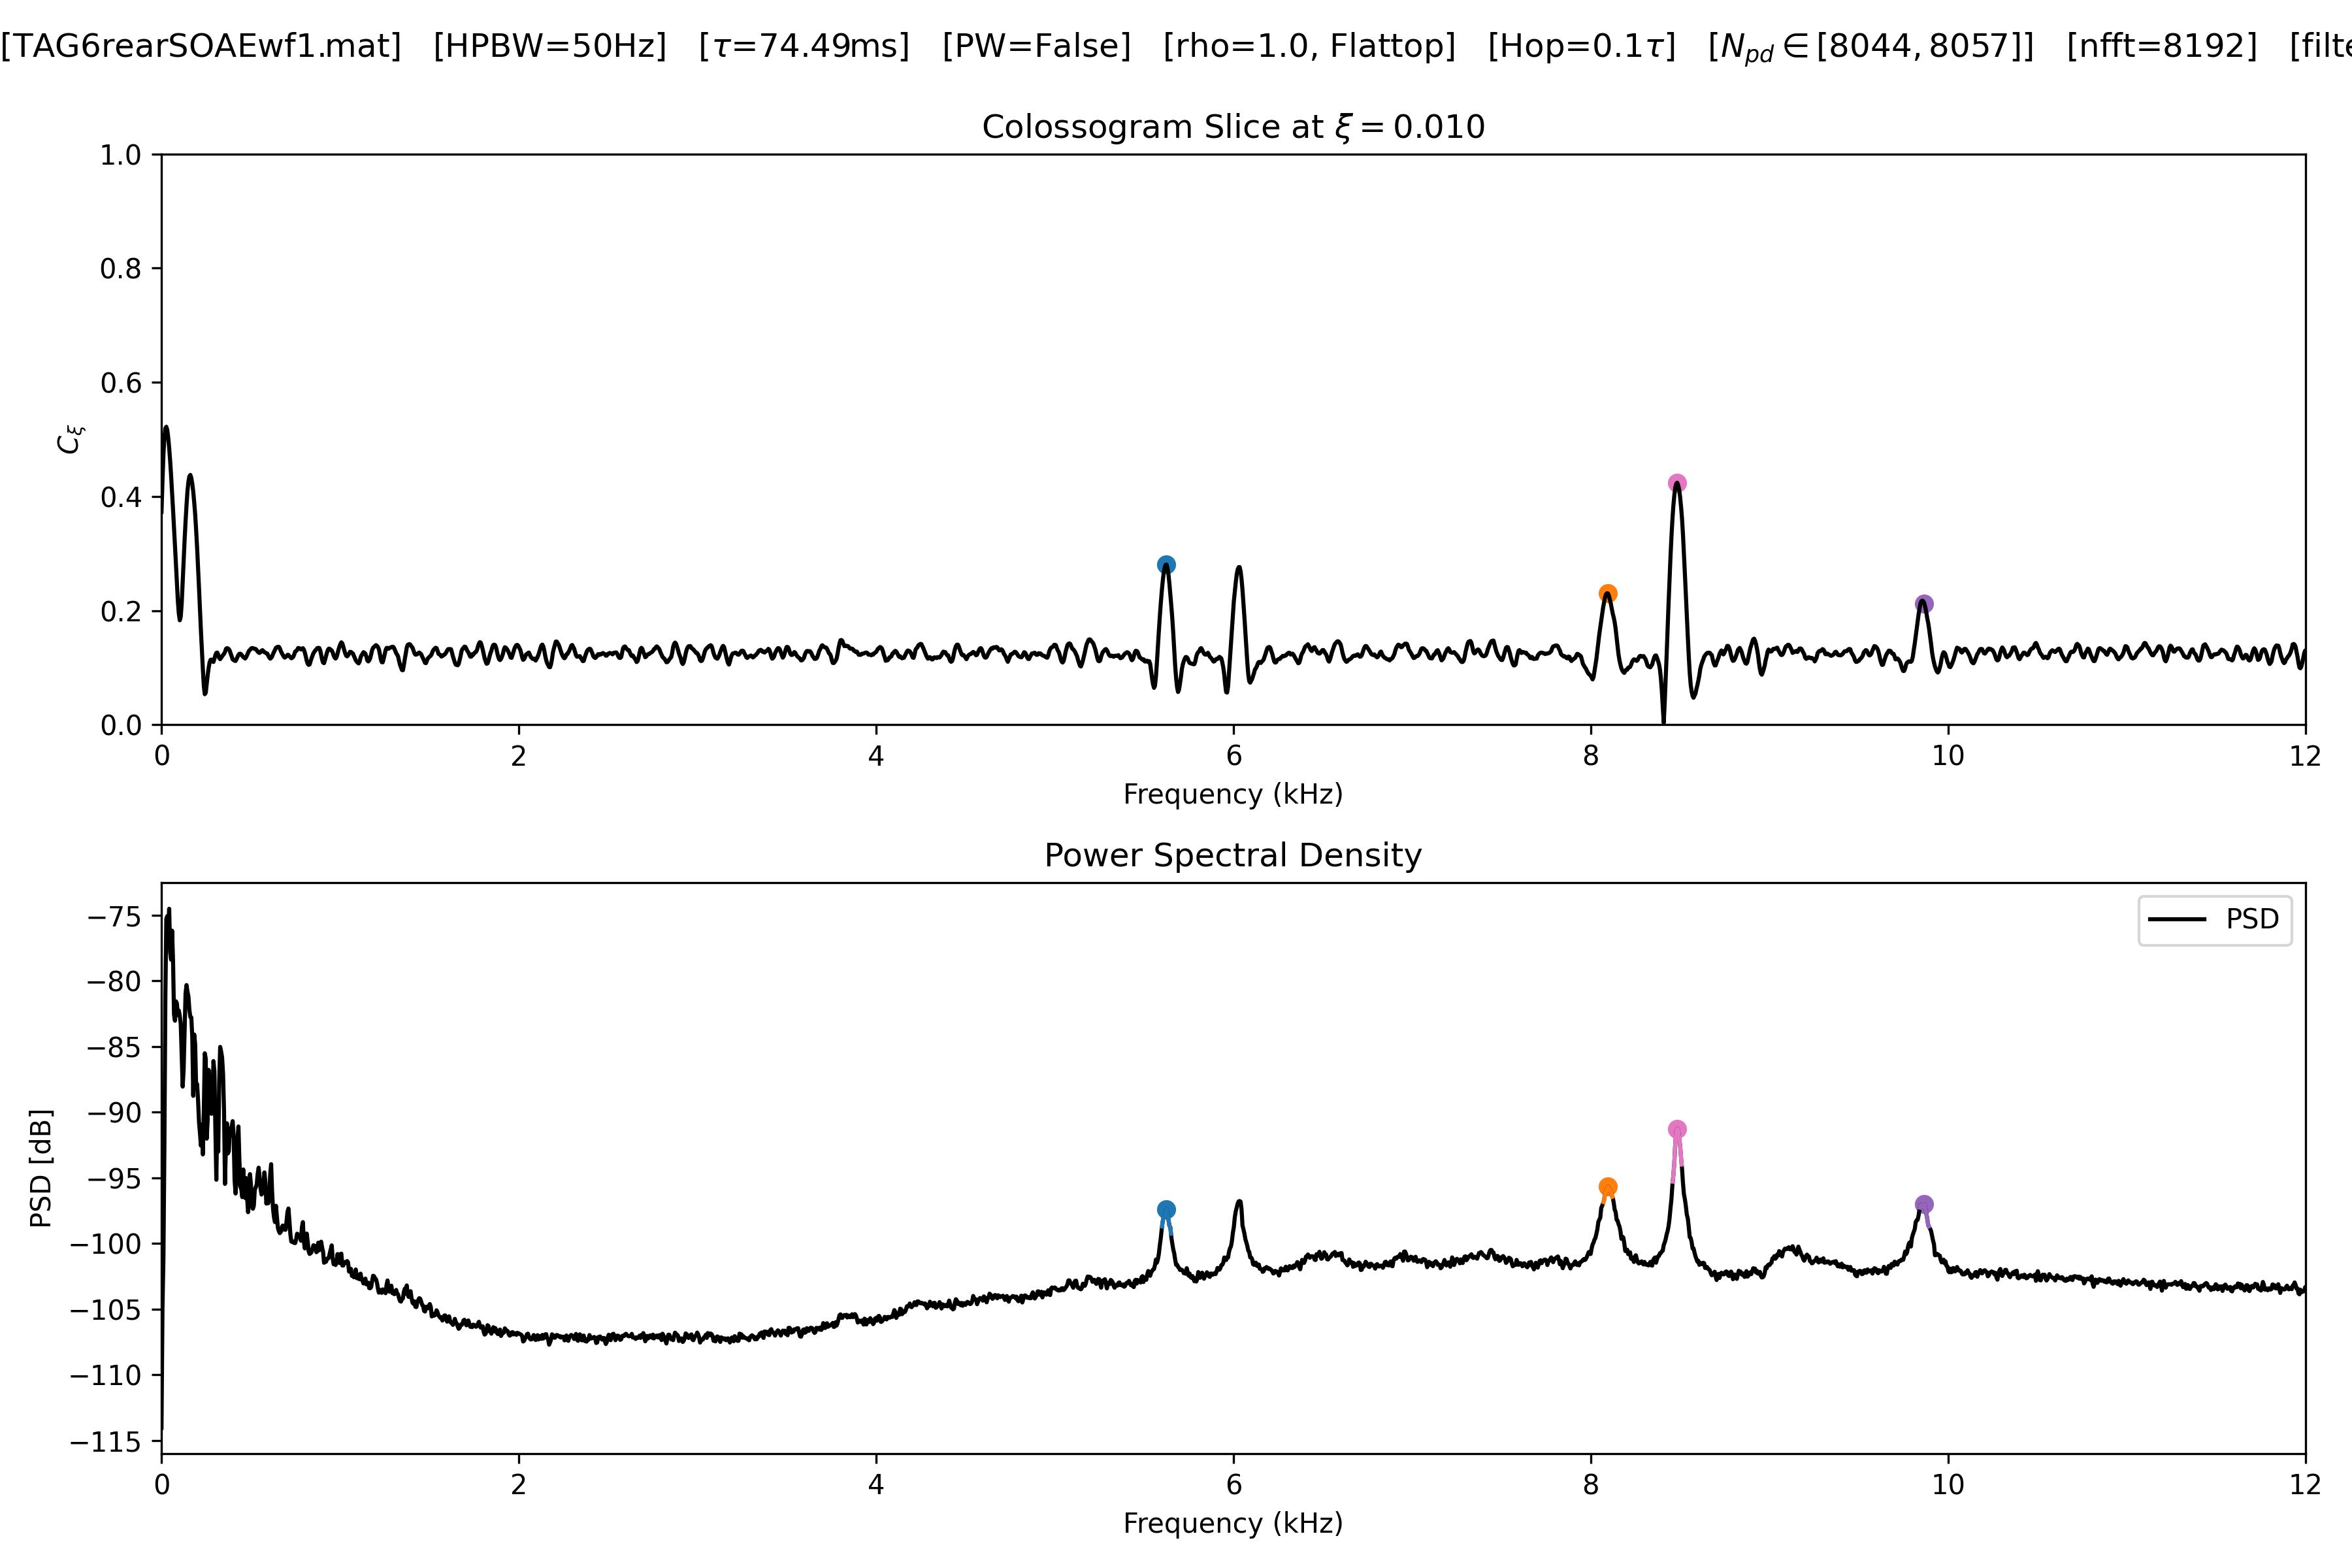 [TAG6rearSOAEwf1.mat] [HPBW=50Hz] [τ=74.49ms] [PW=False] [rho=1.0, Flattop] [Hop=0.1τ] [N_pd ∈ [8044, 8057]] [nfft=8192] [filte
Colossogram Slice at ξ = 0.010
1.0
0.8
0.6
0.4
0.2
0.0
C_ξ
0 2 4 6 8 10 12
Frequency (kHz)
Power Spectral Density
PSD
−75
−80
−85
−90
−95
−100
−105
−110
−115
PSD [dB]
0 2 4 6 8 10 12
Frequency (kHz)